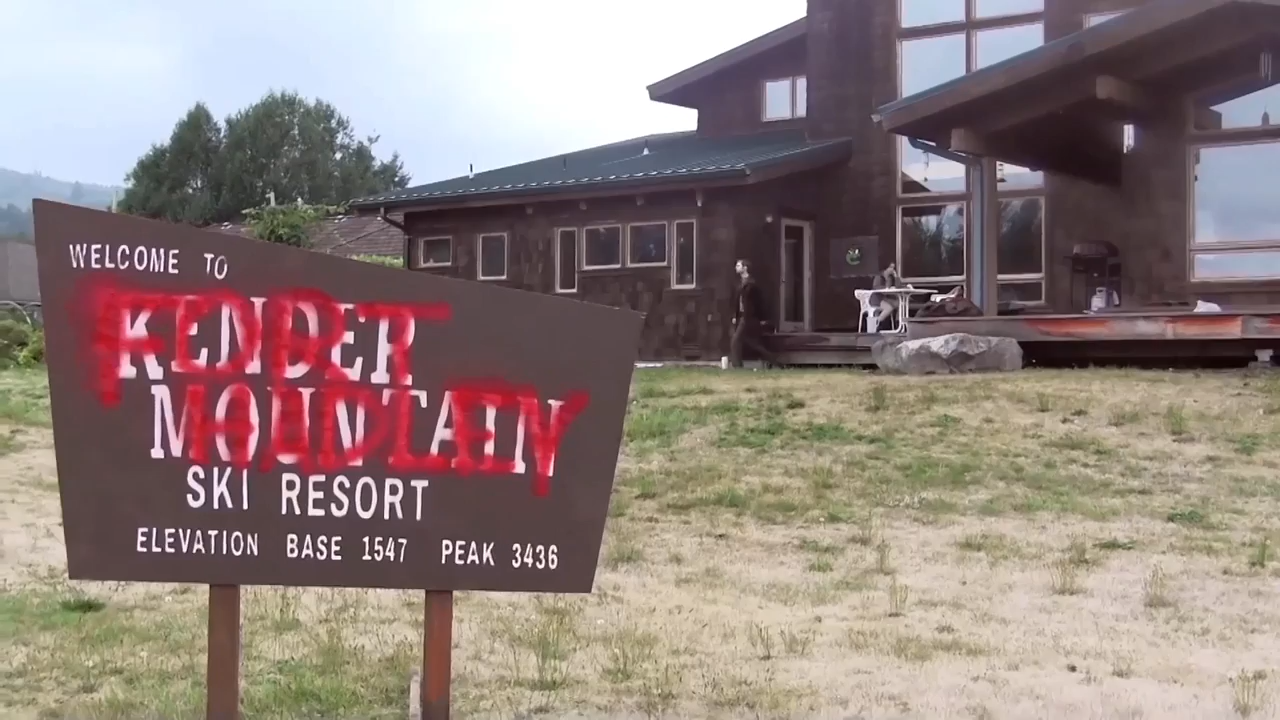 WELCOME TO
KENDER
MOUNTAIN
SKI RESORT
ELEVATION BASE 1547 PEAK 3436